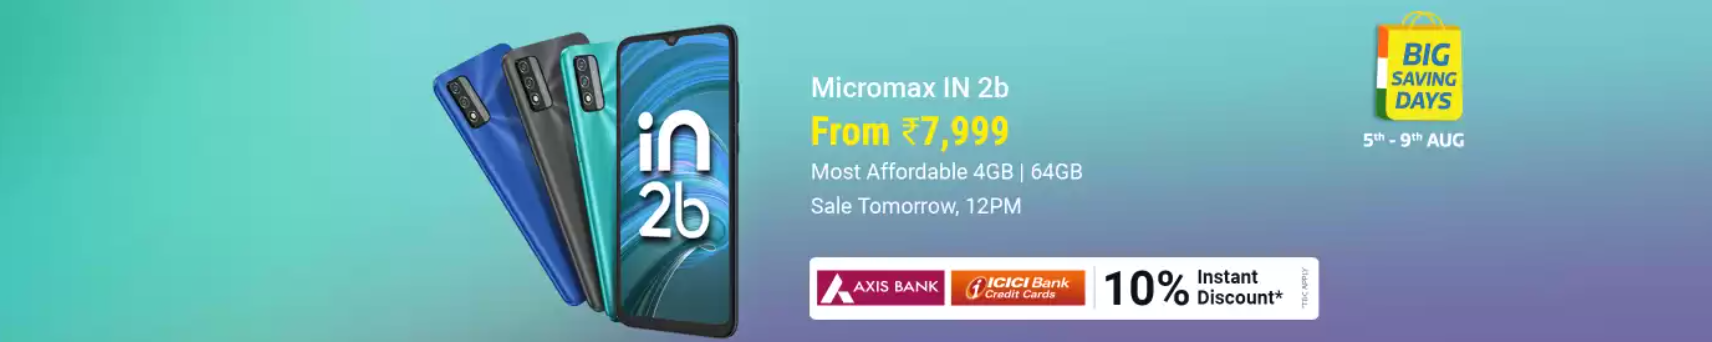 in
2b
Micromax IN 2b
From ₹7,999
Most Affordable 4GB | 64GB
Sale Tomorrow, 12PM
AXIS BANK
ICICI Bank
Credit Cards
10% Instant
Discount*
*T&C APPLY
BIG
SAVING
DAYS
5th - 9th AUG